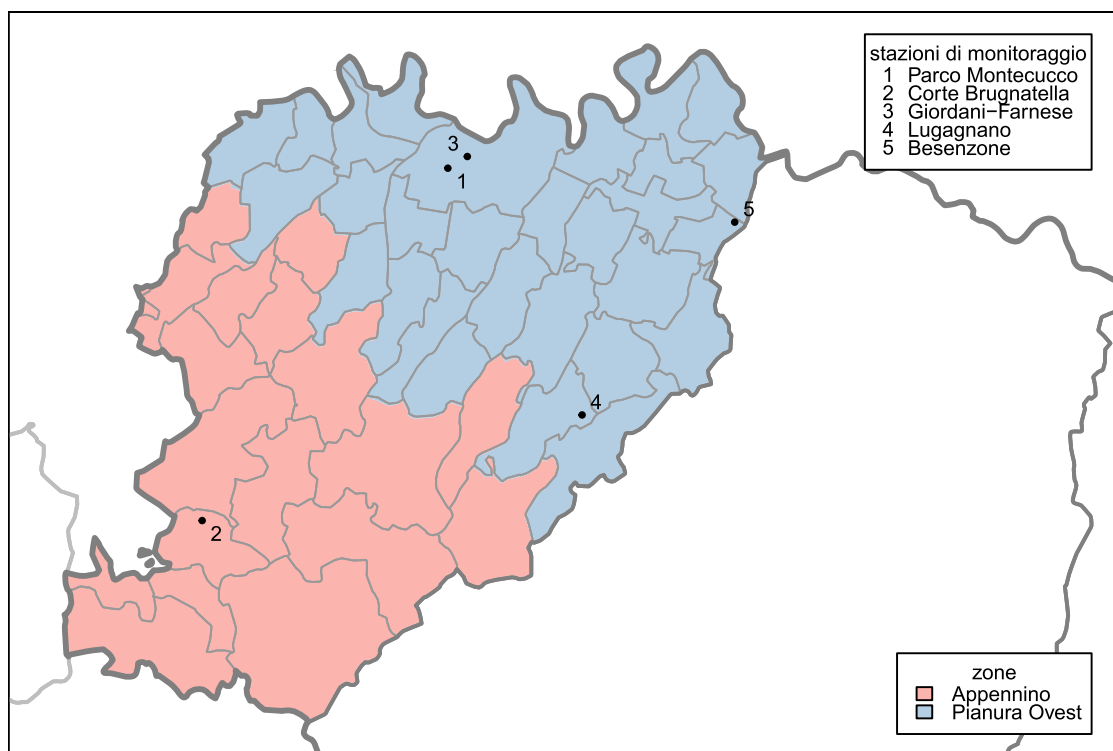 stazioni di monitoraggio
1 Parco Montecucco
2 Corte Brugnatella
3 Giordani−Farnese
4 Lugagnano
5 Besenzone
3
1
5
4
2
zone
Appennino
Pianura Ovest